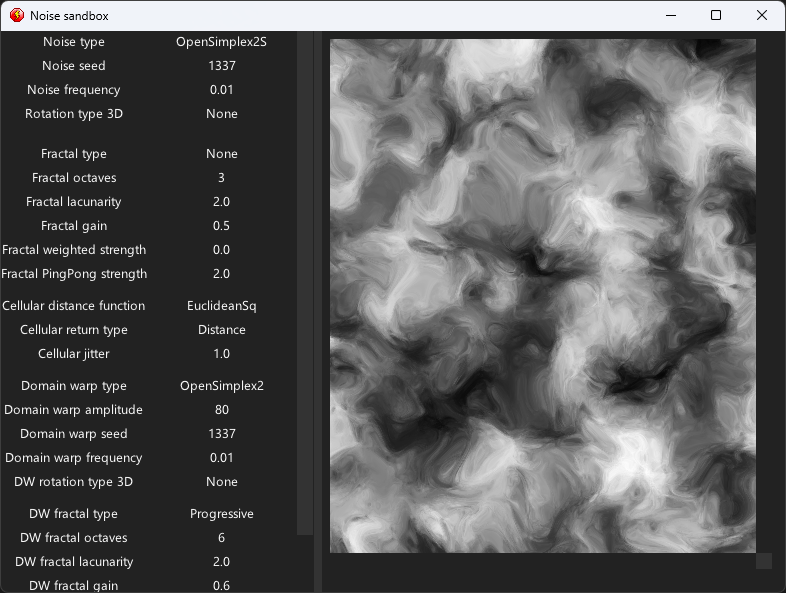 Noise sandbox
Noise type OpenSimplex2S
Noise seed 1337
Noise frequency 0.01
Rotation type 3D None
Fractal type None
Fractal octaves 3
Fractal lacunarity 2.0
Fractal gain 0.5
Fractal weighted strength 0.0
Fractal PingPong strength 2.0
Cellular distance function EuclideanSq
Cellular return type Distance
Cellular jitter 1.0
Domain warp type OpenSimplex2
Domain warp amplitude 80
Domain warp seed 1337
Domain warp frequency 0.01
DW rotation type 3D None
DW fractal type Progressive
DW fractal octaves 6
DW fractal lacunarity 2.0
DW fractal gain 0.6